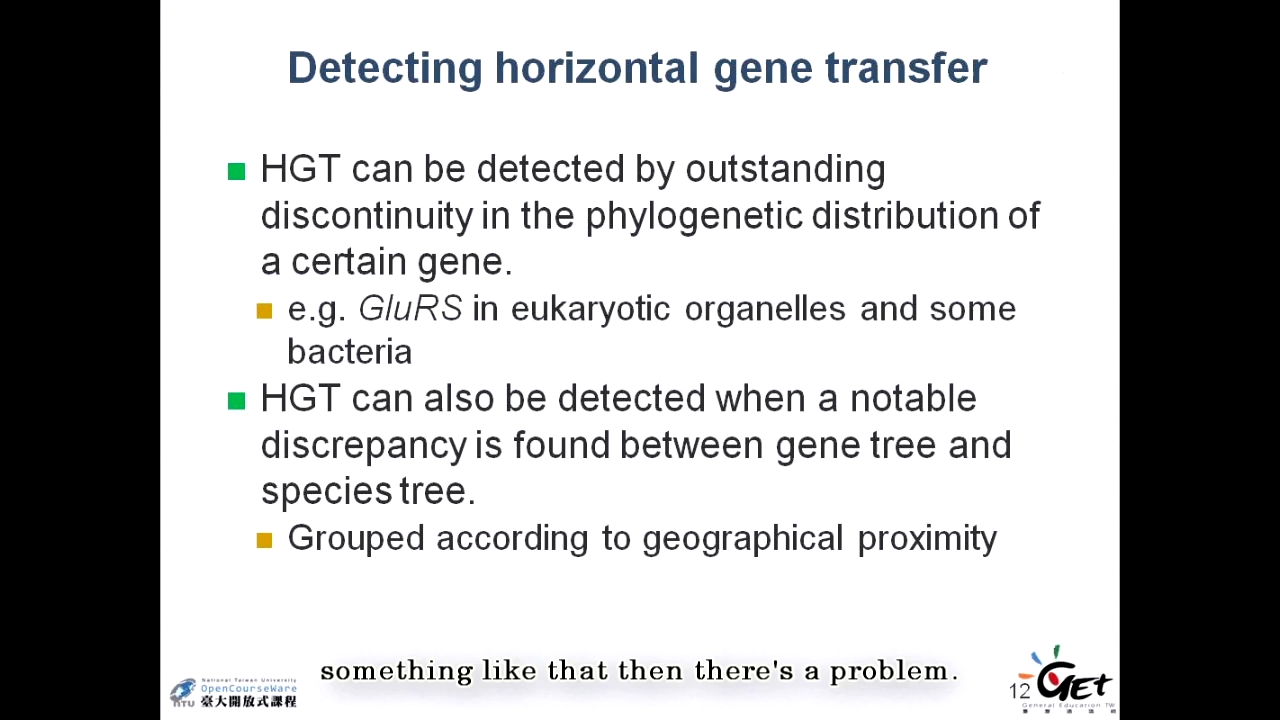 Detecting horizontal gene transfer
HGT can be detected by outstanding
discontinuity in the phylogenetic distribution of
a certain gene.
e.g. GluRS in eukaryotic organelles and some
bacteria
HGT can also be detected when a notable
discrepancy is found between gene tree and
species tree.
Grouped according to geographical proximity
something like that then there's a problem.
National Taiwan University
OpenCourseWare
NTU 臺大開放式課程
12 GET
General Education TW